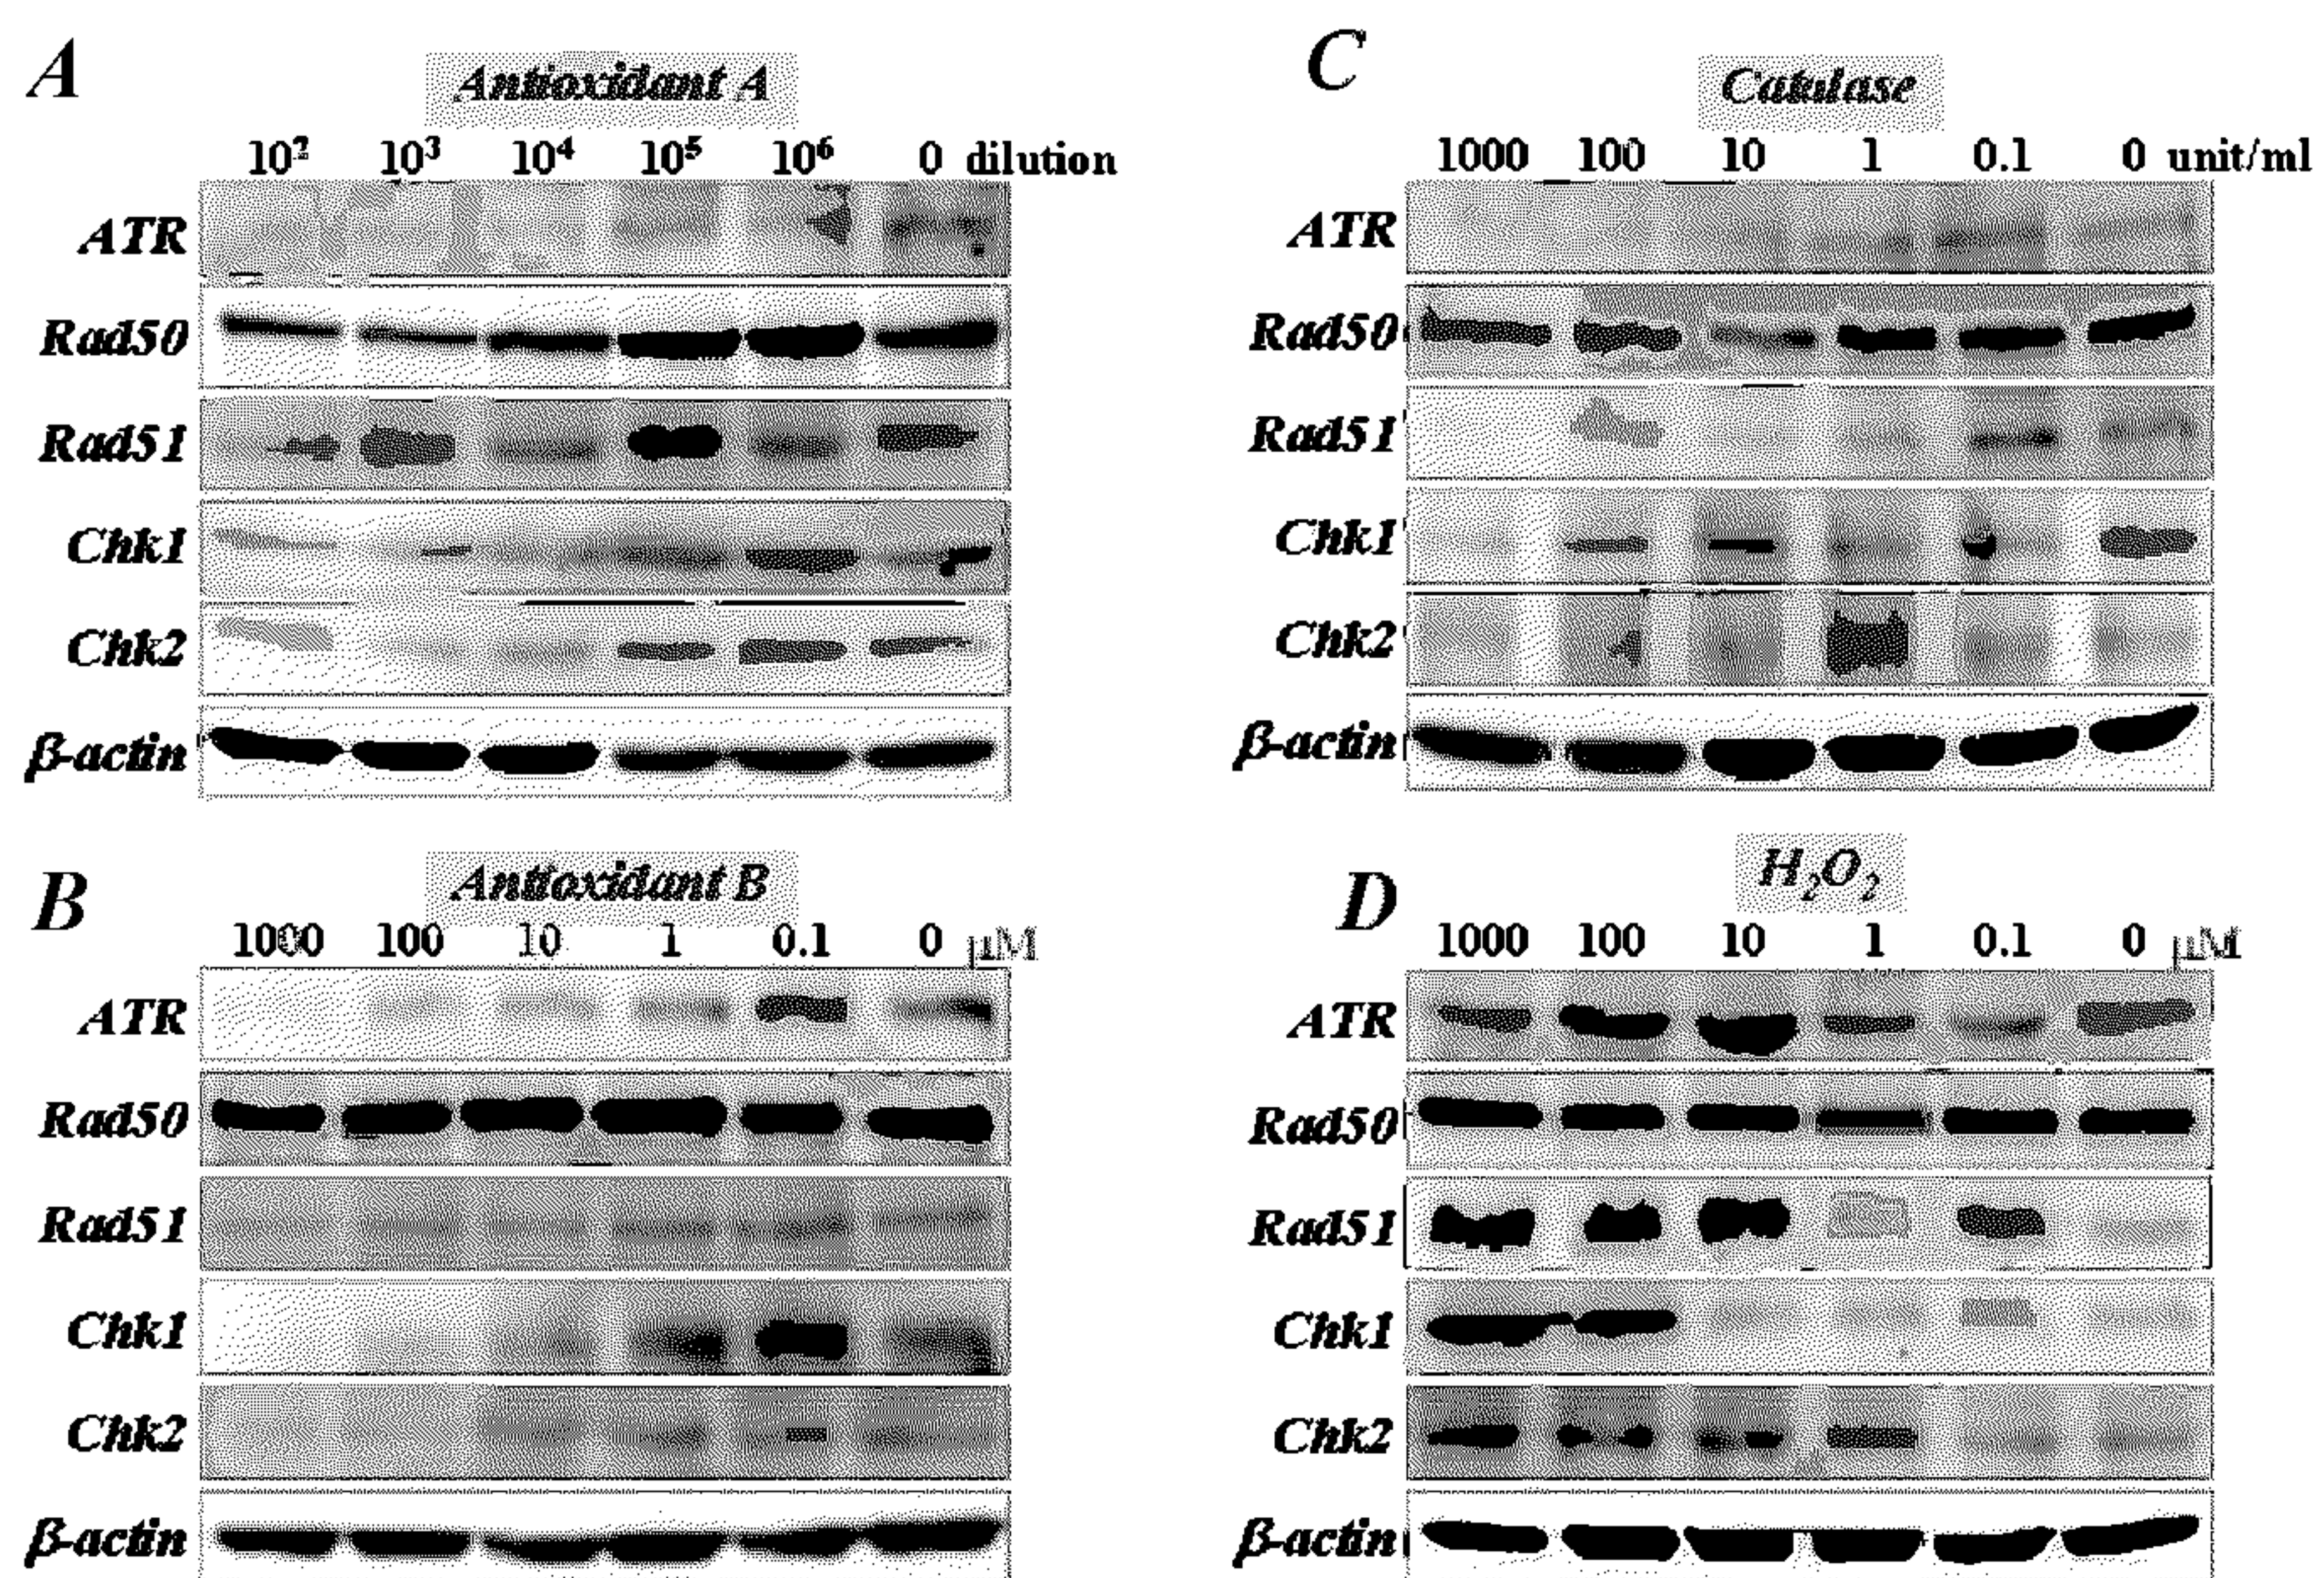 A
Antioxidant A
10² 10³ 10⁴ 10⁵ 10⁶ 0 dilution
ATR
Rad50
Rad51
Chk1
Chk2
β-actin
B
Antioxidant B
1000 100 10 1 0.1 0 μM
ATR
Rad50
Rad51
Chk1
Chk2
β-actin
C
Catalase
1000 100 10 1 0.1 0 unit/ml
ATR
Rad50
Rad51
Chk1
Chk2
β-actin
D
H₂O₂
1000 100 10 1 0.1 0 μM
ATR
Rad50
Rad51
Chk1
Chk2
β-actin